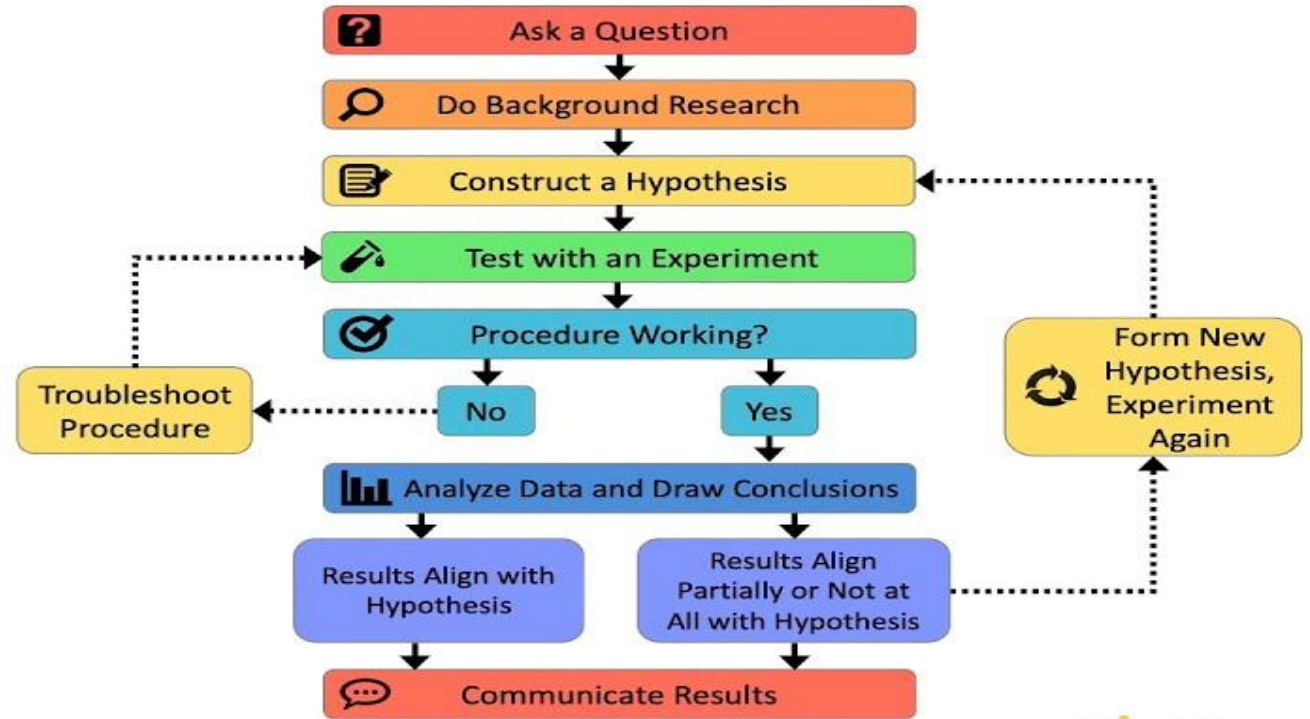 Ask a Question
Do Background Research
Construct a Hypothesis
Test with an Experiment
Procedure Working?
Troubleshoot
Procedure
No
Yes
Form New
Hypothesis,
Experiment
Again
Analyze Data and Draw Conclusions
Results Align with
Hypothesis
Results Align
Partially or Not at
All with Hypothesis
Communicate Results